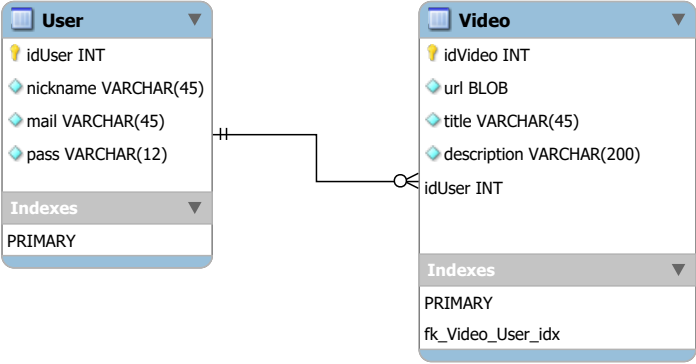 User
idUser INT
nickname VARCHAR(45)
mail VARCHAR(45)
pass VARCHAR(12)
Indexes
PRIMARY
Video
idVideo INT
url BLOB
title VARCHAR(45)
description VARCHAR(200)
idUser INT
Indexes
PRIMARY
fk_Video_User_idx